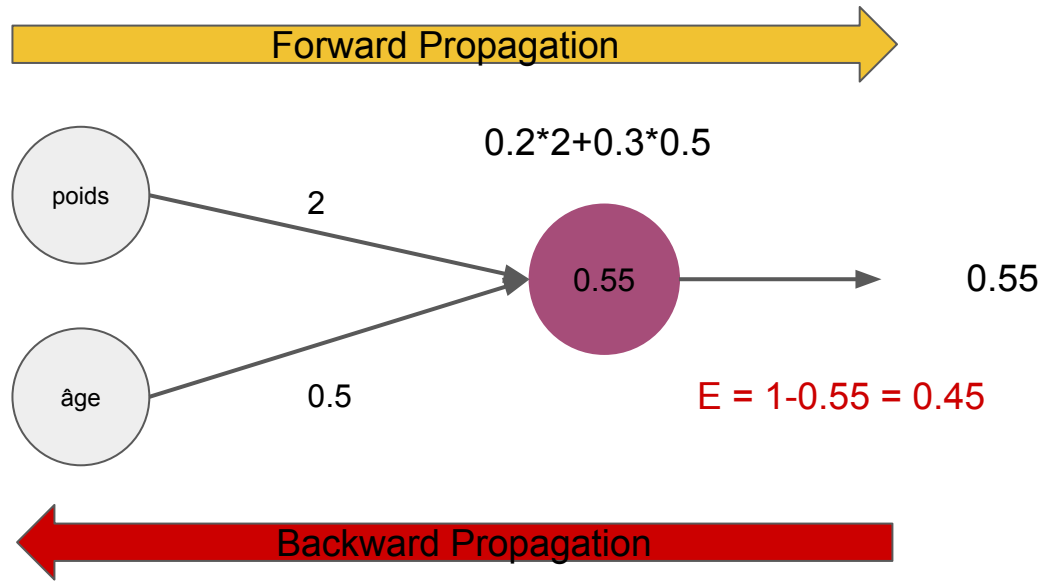 Forward Propagation
0.2*2+0.3*0.5
poids
2
0.55
0.55
âge
0.5
E = 1-0.55 = 0.45
Backward Propagation